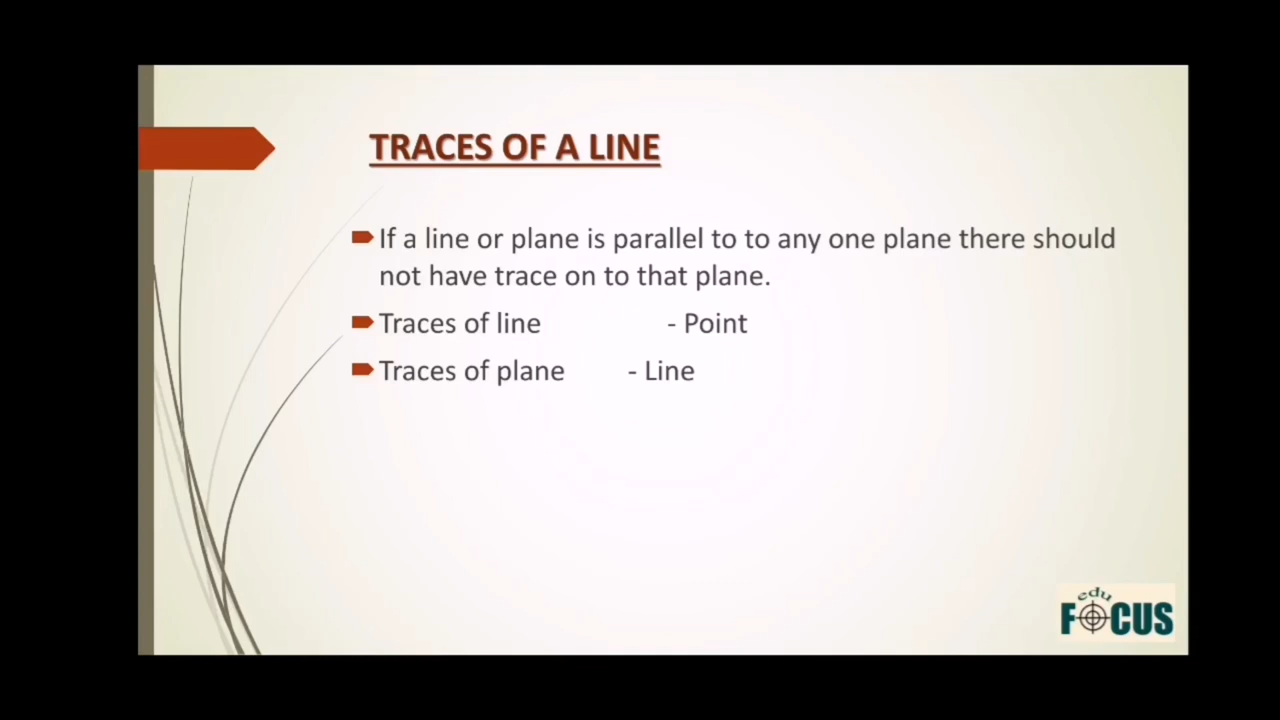 TRACES OF A LINE
If a line or plane is parallel to to any one plane there should
not have trace on to that plane.
Traces of line - Point
Traces of plane - Line
edu
FOCUS